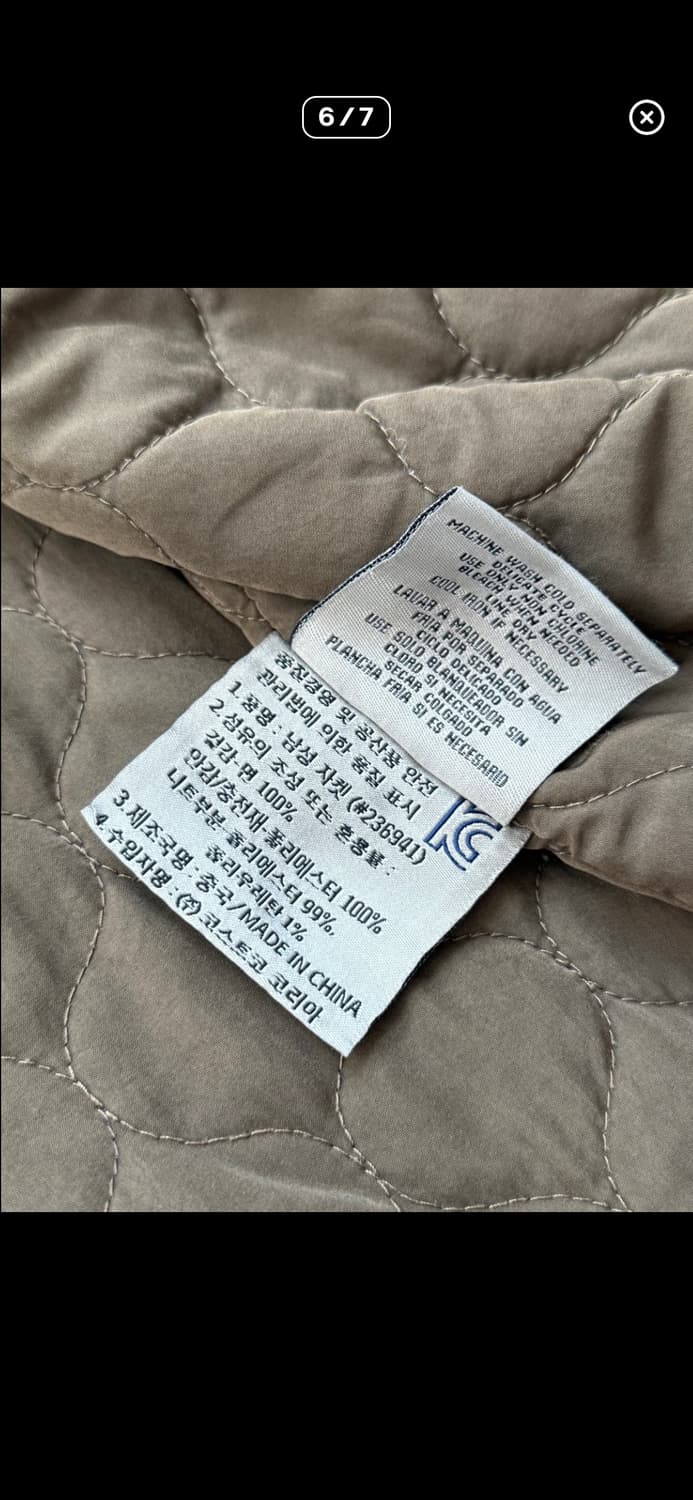 6/7
MACHINE WASH COLD SEPARATELY
DELICATE CYCLE
USE ONLY NON CHLORINE
BLEACH WHEN NEEDED
LINE DRY
COOL IRON IF NECESSARY
LAVAR A MAQUINA CON AGUA
FRIA POR SEPARADO
CICLO DELICADO
USE SOLO BLANQUEADOR SIN
CLORO SI NECESITA
SECAR COLGADO
PLANCHA FRIA SI ES NECESARIO
품질경영 및 공산품 안전
관리법에 의한 품질 표시
1. 품명 : 남성 자켓 (#236941)
2. 섬유의 조성 또는 혼용률 :
겉감-면 100%
안감/충전재-폴리에스터 100%
니트부분-폴리에스터 99%,
폴리우레탄 1%
3. 제조국명 : 중국/MADE IN CHINA
4. 수입자명 : (주) 코스트코 코리아